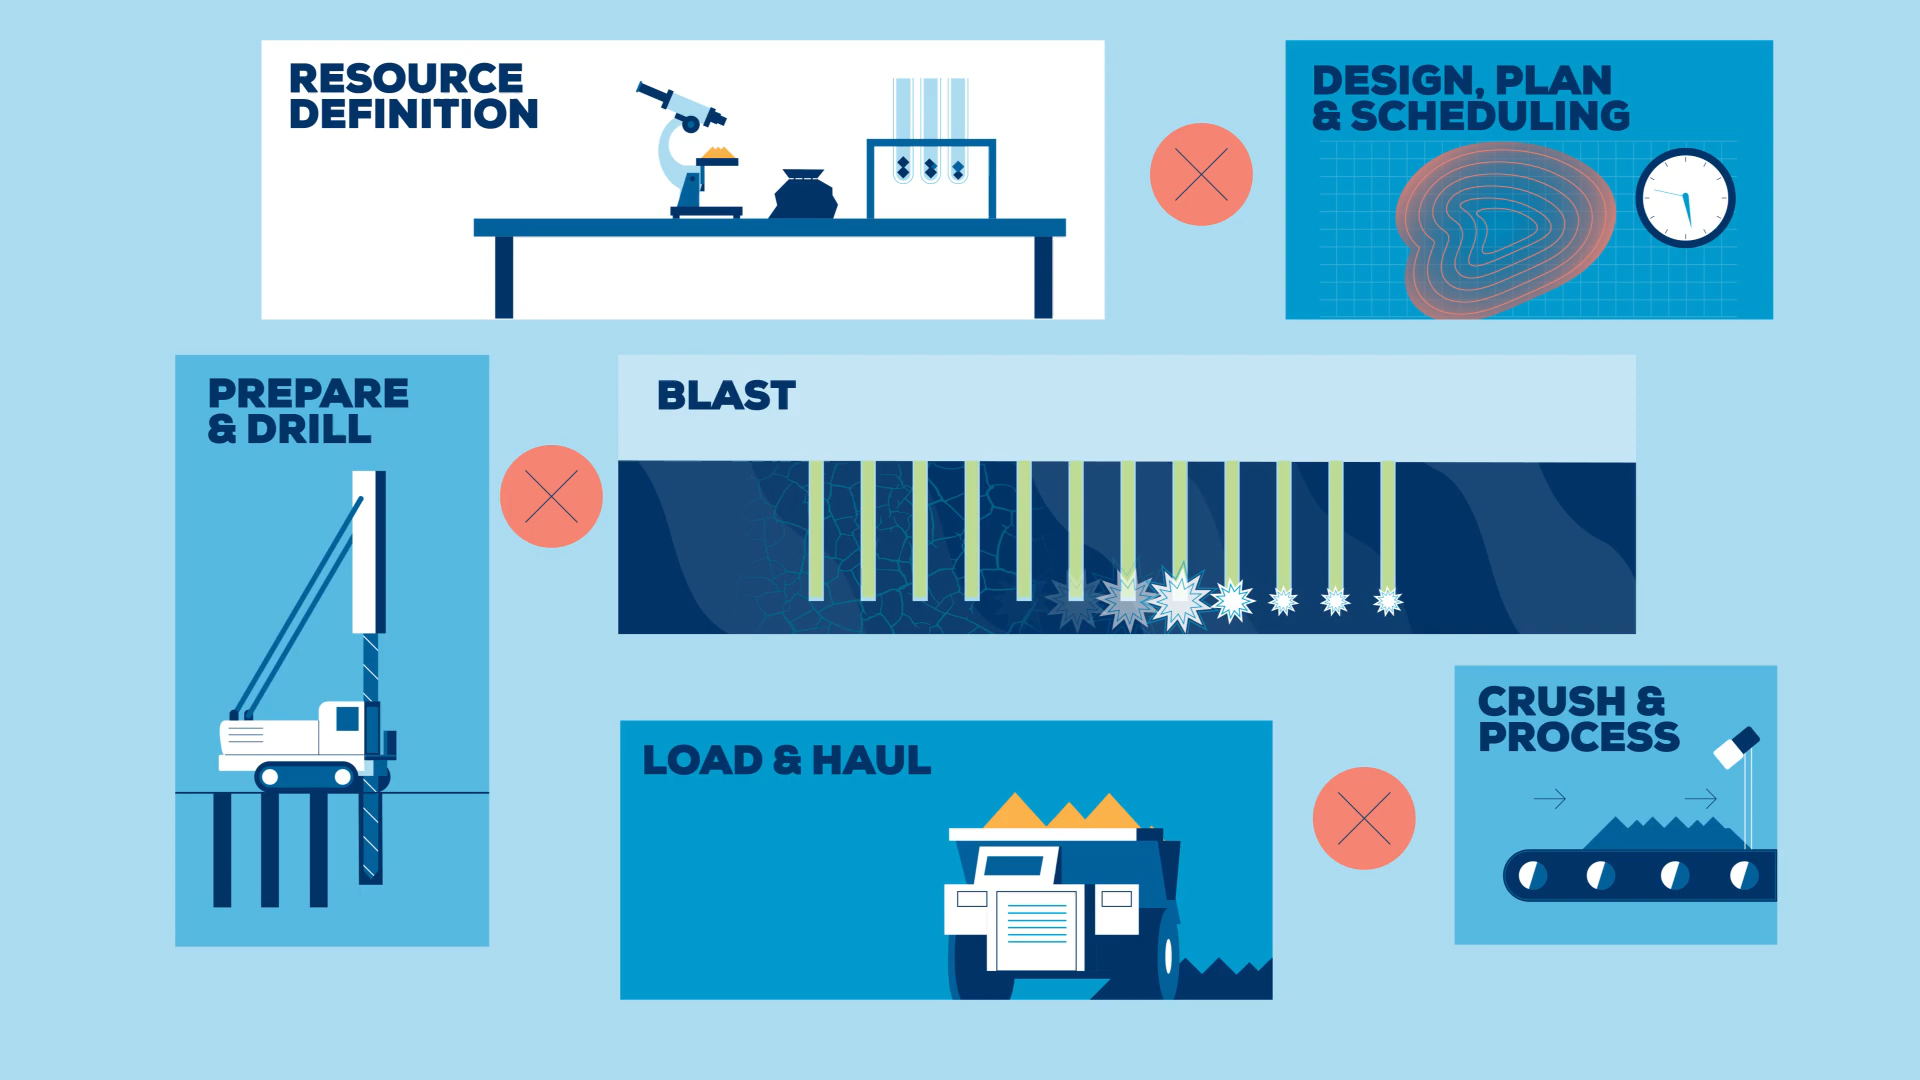 RESOURCE
DEFINITION
DESIGN, PLAN
& SCHEDULING
PREPARE
& DRILL
BLAST
LOAD & HAUL
CRUSH &
PROCESS